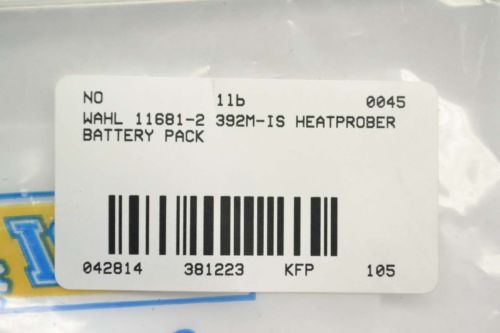 NO 1lb 0045
WAHL 11681-2 392M-IS HEATPROBER
BATTERY PACK
042814 381223 KFP 105